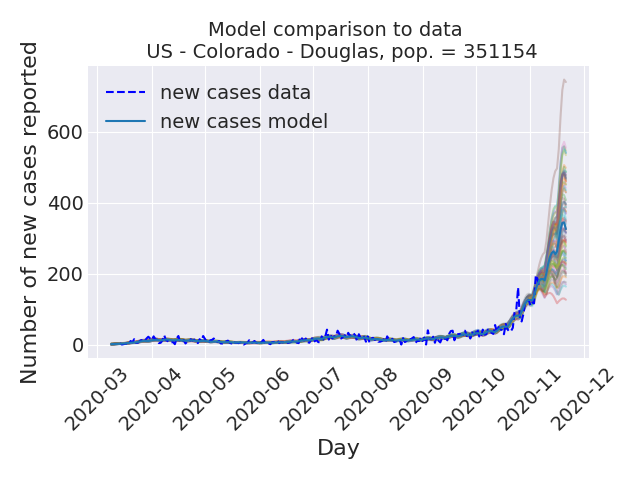 Model comparison to data
US - Colorado - Douglas, pop. = 351154
Number of new cases reported
new cases data
new cases model
600
400
200
0
2020-03
2020-04
2020-05
2020-06
2020-07
2020-08
2020-09
2020-10
2020-11
2020-12
Day